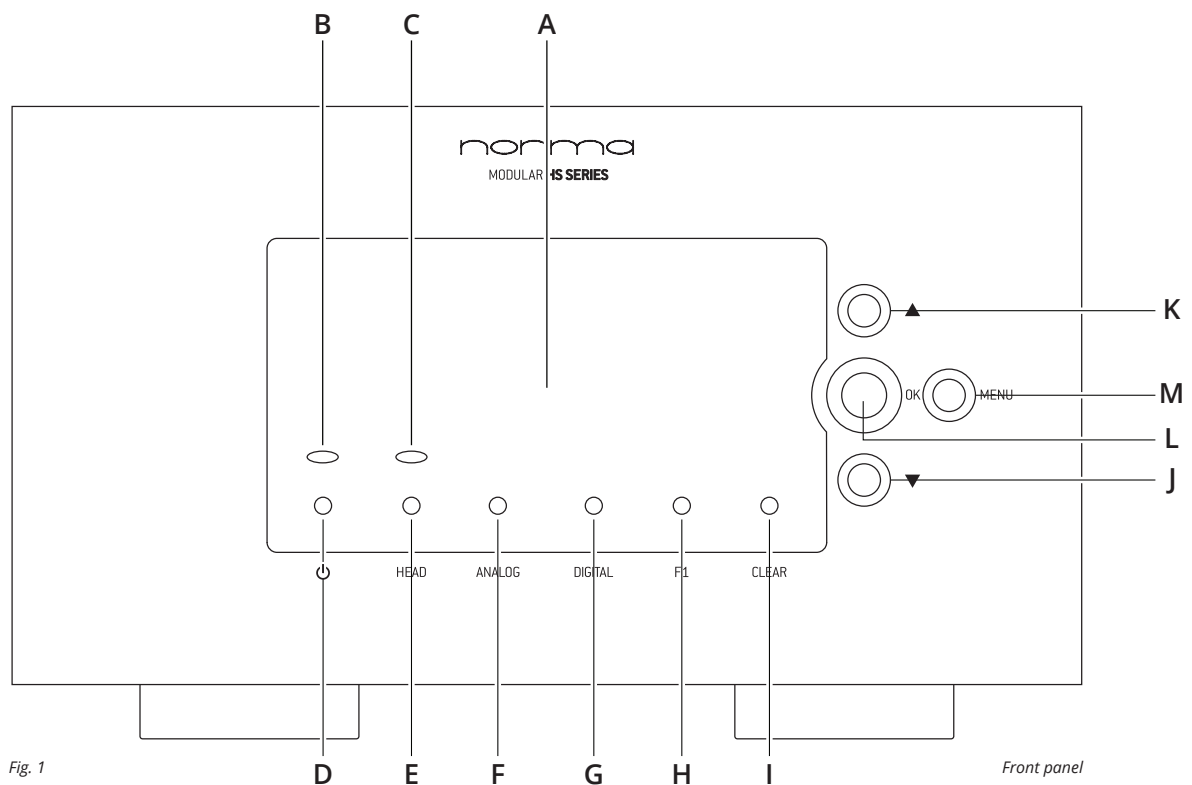 B C A
norma
MODULAR HS SERIES
K
▲
OK MENU M
L
▼ J
HEAD ANALOG DIGITAL F1 CLEAR
Fig. 1 D E F G H I Front panel